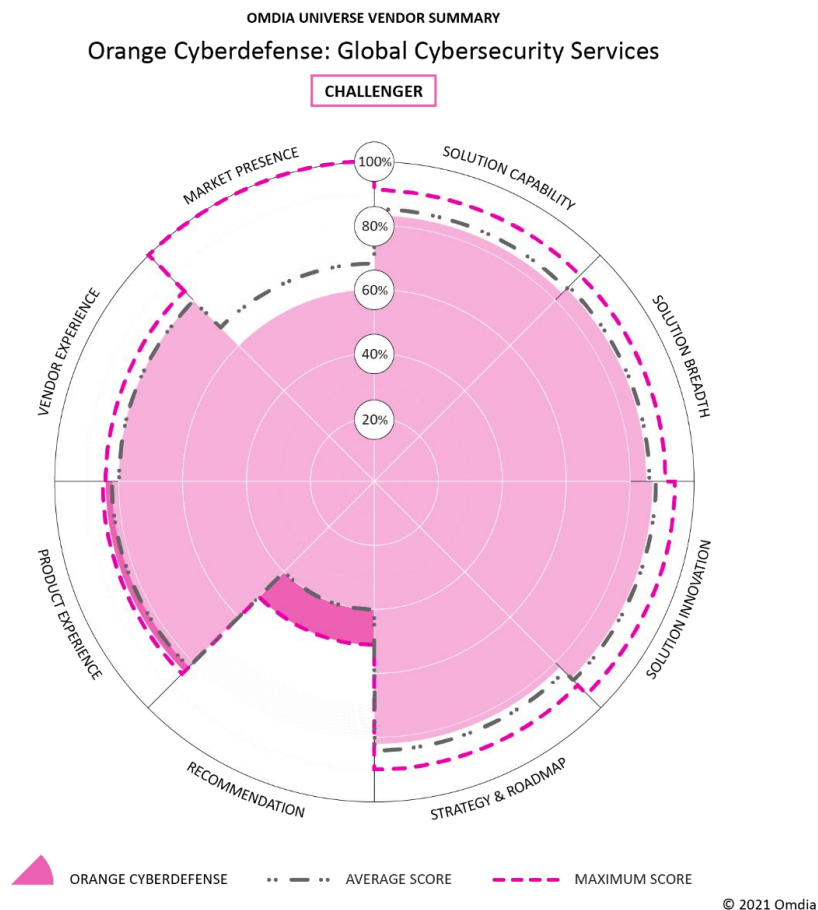 OMDIA UNIVERSE VENDOR SUMMARY
Orange Cyberdefense: Global Cybersecurity Services
CHALLENGER
MARKET PRESENCE
SOLUTION CAPABILITY
SOLUTION BREADTH
SOLUTION INNOVATION
STRATEGY & ROADMAP
RECOMMENDATION
PRODUCT EXPERIENCE
VENDOR EXPERIENCE
100%
80%
60%
40%
20%
ORANGE CYBERDEFENSE
AVERAGE SCORE
MAXIMUM SCORE
© 2021 Omdia